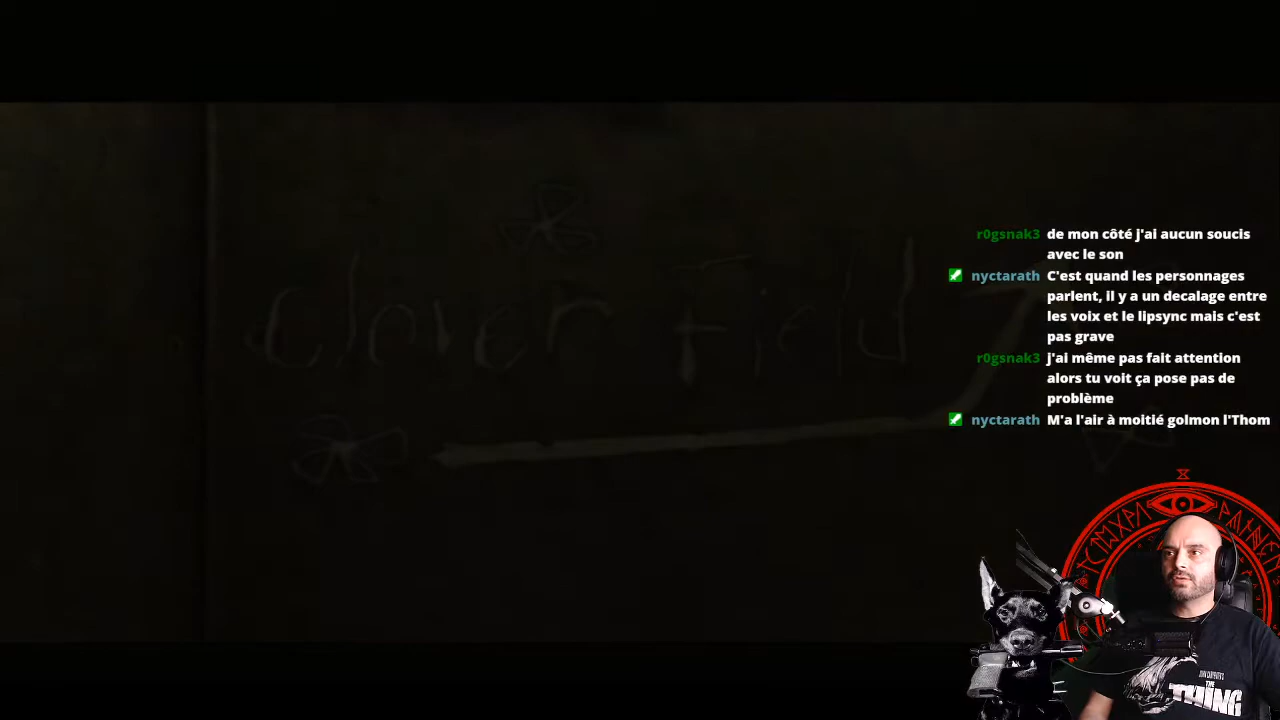 Clover Field
r0gsnak3 de mon côté j'ai aucun soucis
avec le son
nyctarath C'est quand les personnages
parlent, il y a un decalage entre
les voix et le lipsync mais c'est
pas grave
r0gsnak3 j'ai même pas fait attention
alors tu voit ça pose pas de
problème
nyctarath M'a l'air à moitié golmon l'Thom
THE
THING